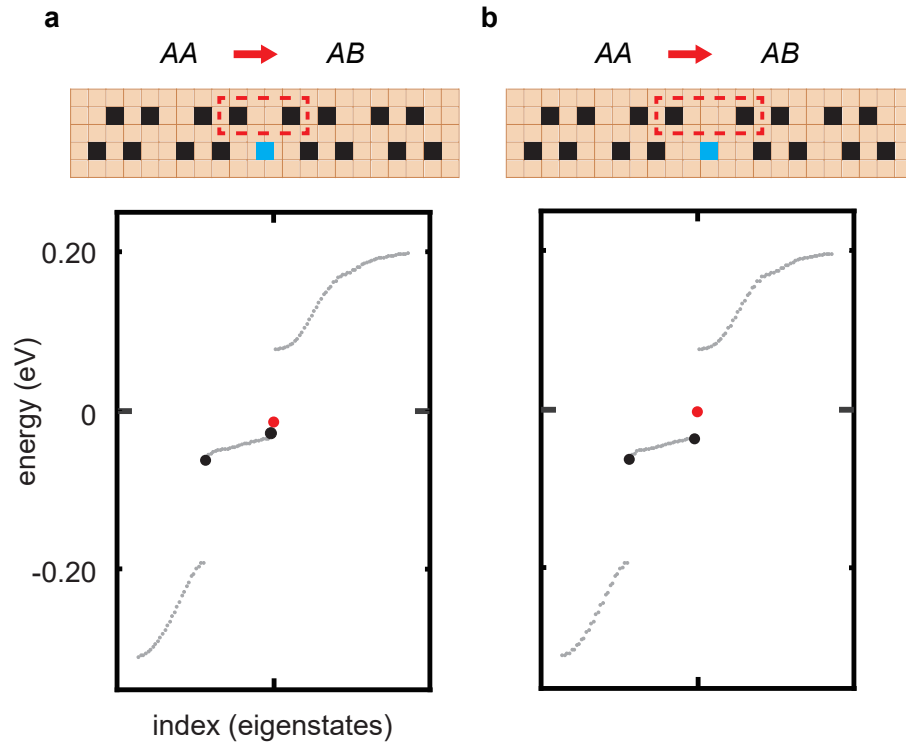 a
AA AB
b
AA AB
energy (eV)
0.20
0
-0.20
index (eigenstates)